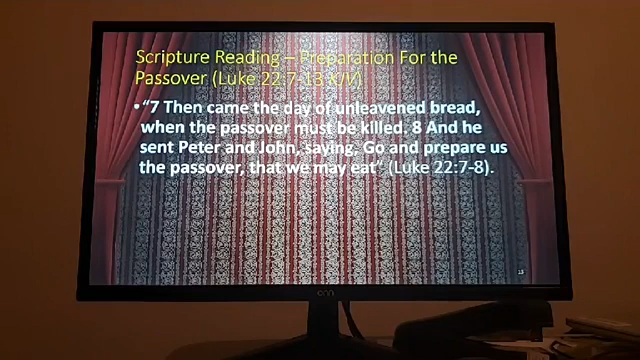 Scripture Reading – Preparation For the
Passover (Luke 22:7-13 KJV)
• “7 Then came the day of unleavened bread,
when the passover must be killed. 8 And he
sent Peter and John, saying, Go and prepare us
the passover, that we may eat” (Luke 22:7-8).
onn